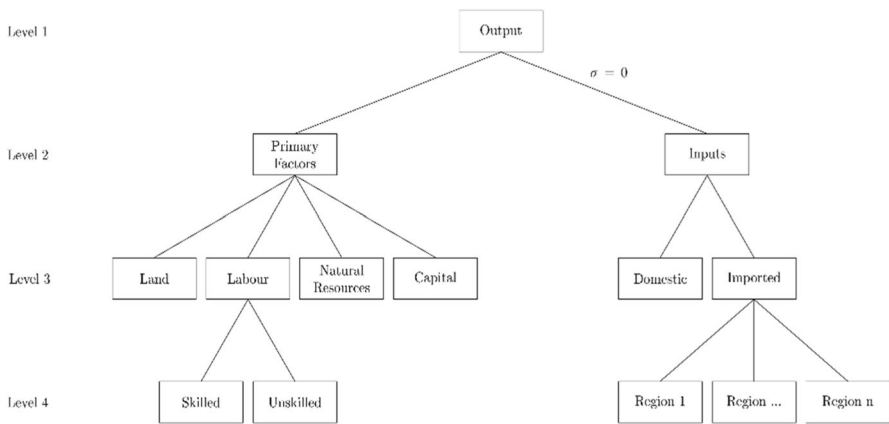 Level 1
Output
σ = 0
Level 2
Primary
Factors
Inputs
Level 3
Land
Labour
Natural
Resources
Capital
Domestic
Imported
Level 4
Skilled
Unskilled
Region 1
Region ...
Region n